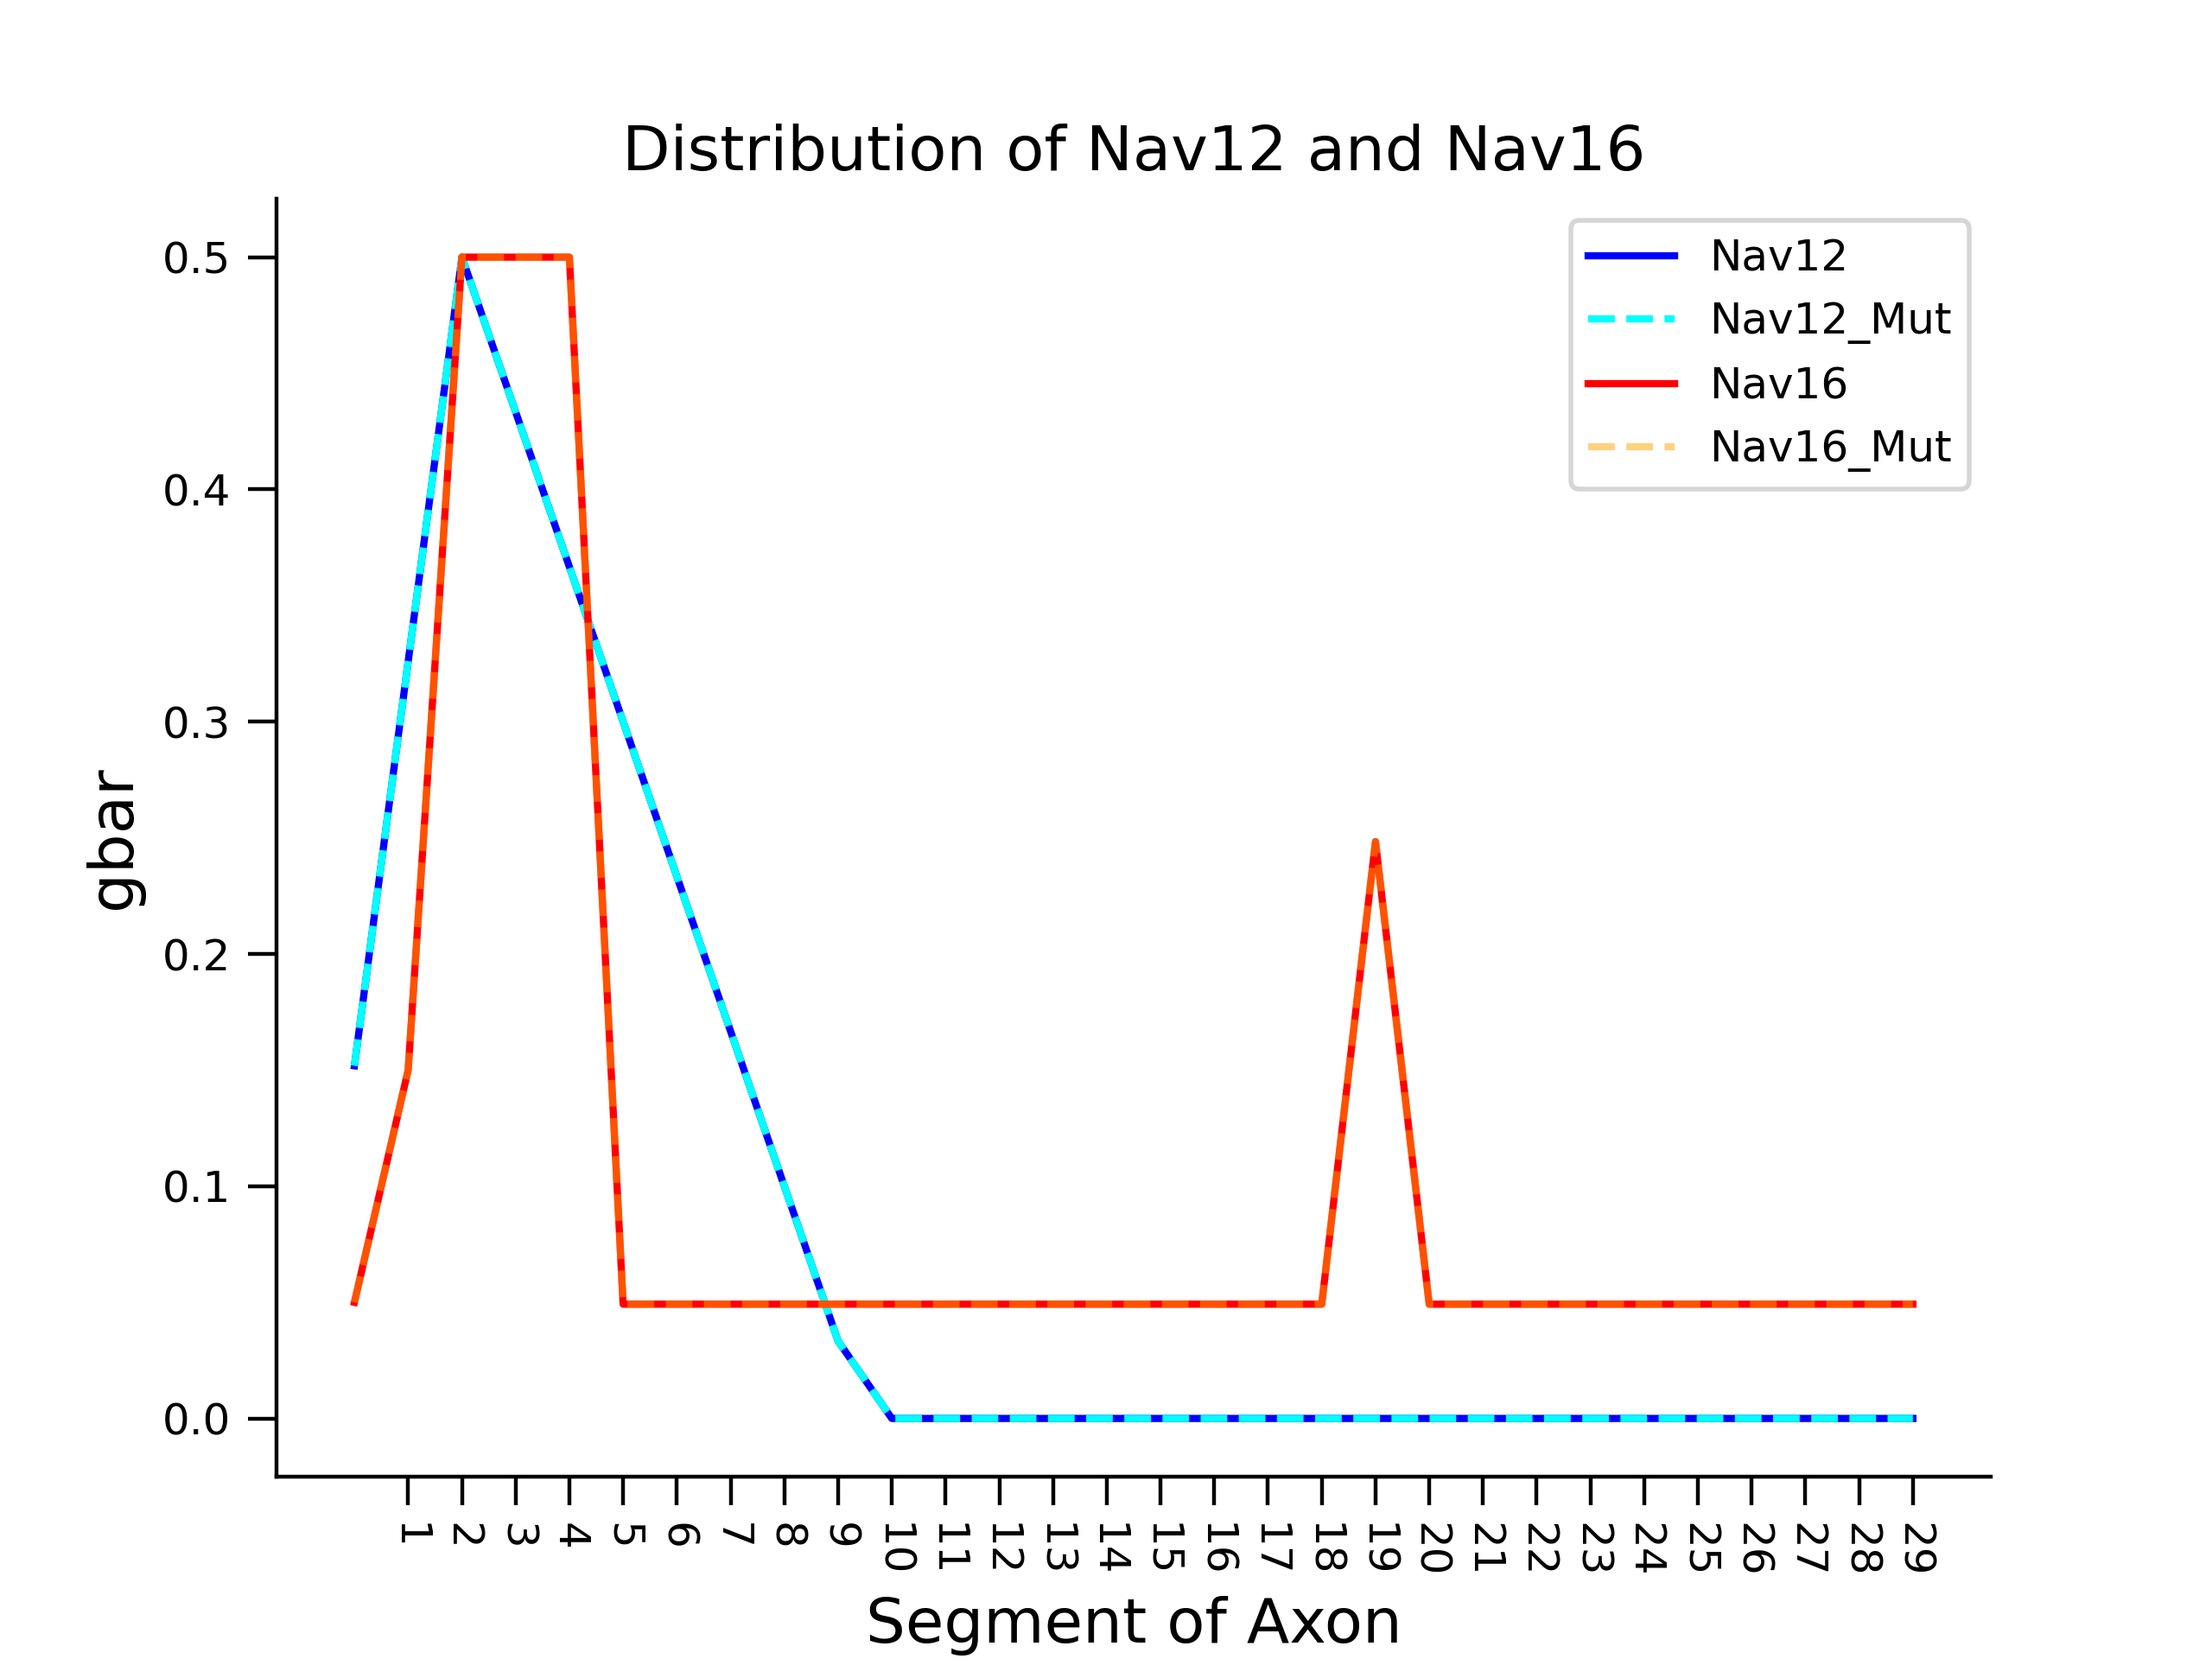 Distribution of Nav12 and Nav16
Nav12
Nav12_Mut
Nav16
Nav16_Mut
gbar
0.5
0.4
0.3
0.2
0.1
0.0
1 2 3 4 5 6 7 8 9 10 11 12 13 14 15 16 17 18 19 20 21 22 23 24 25 26 27 28 29
Segment of Axon